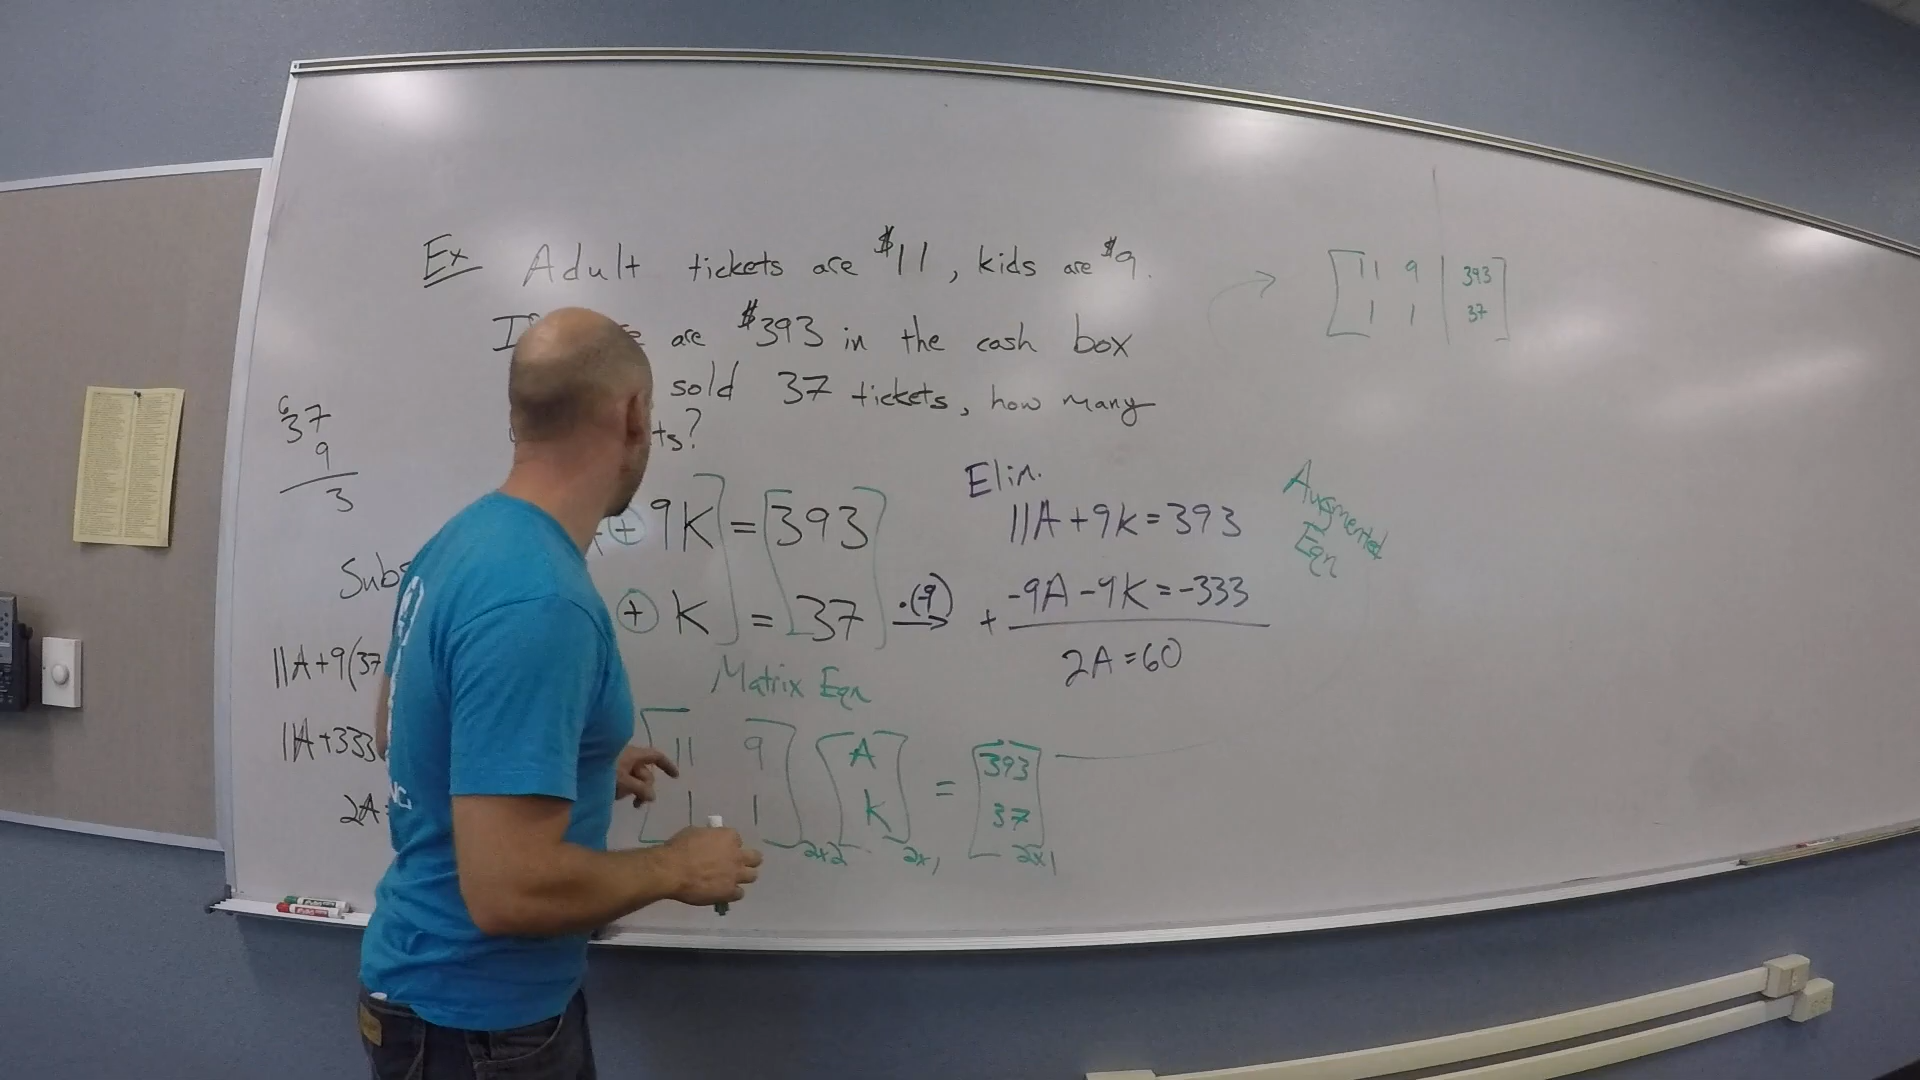 Ex Adult tickets are $11, kids are $9.
are $393 in the cash box
sold 37 tickets, how many
ts?
6
37
9
3
Subs
11A+9(37
11A+333
2A=
+ 9K = 393
+ K = 37
·(-9)
Elim.
11A+9K=393
+ -9A-9K=-333
2A=60
Matrix Eqn
11 9 A = 393
1 1 K 37
2x2 2x1 2x1
Augmented
Eqn
11 9 | 393
1 1 | 37